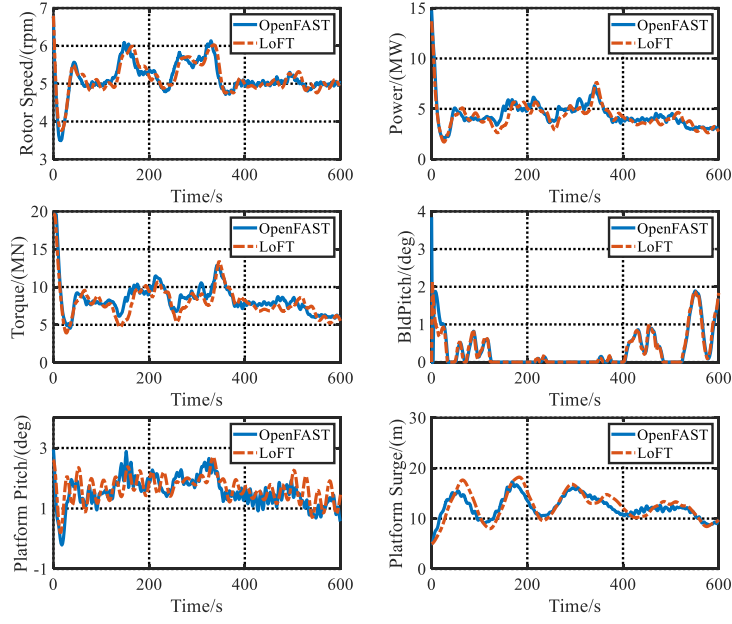 7
6
5
4
3
Rotor Speed/(rpm)
OpenFAST
LoFT
0
200
400
600
Time/s
15
10
5
0
Power/(MW)
OpenFAST
LoFT
0
200
400
600
Time/s
20
15
10
5
0
Torque/(MN)
OpenFAST
LoFT
0
200
400
600
Time/s
4
3
2
1
0
BldPitch/(deg)
OpenFAST
LoFT
0
200
400
600
Time/s
3
1
-1
Platform Pitch/(deg)
OpenFAST
LoFT
0
200
400
600
Time/s
30
20
10
0
Platform Surge/(m)
OpenFAST
LoFT
0
200
400
600
Time/s